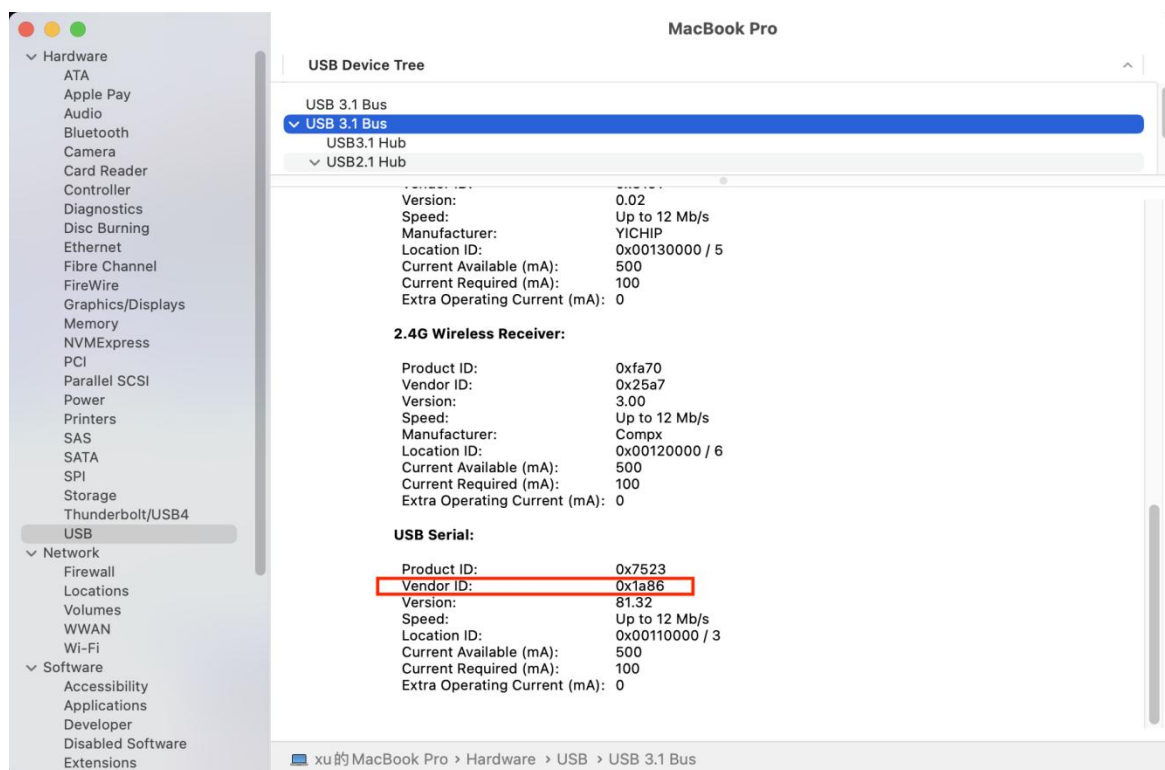 MacBook Pro
Hardware
ATA
Apple Pay
Audio
Bluetooth
Camera
Card Reader
Controller
Diagnostics
Disc Burning
Ethernet
Fibre Channel
FireWire
Graphics/Displays
Memory
NVMExpress
PCI
Parallel SCSI
Power
Printers
SAS
SATA
SPI
Storage
Thunderbolt/USB4
USB
Network
Firewall
Locations
Volumes
WWAN
Wi-Fi
Software
Accessibility
Applications
Developer
Disabled Software
Extensions
USB Device Tree
USB 3.1 Bus
USB 3.1 Bus
USB3.1 Hub
USB2.1 Hub
Version: 0.02
Speed: Up to 12 Mb/s
Manufacturer: YICHIP
Location ID: 0x00130000 / 5
Current Available (mA): 500
Current Required (mA): 100
Extra Operating Current (mA): 0
2.4G Wireless Receiver:
Product ID: 0xfa70
Vendor ID: 0x25a7
Version: 3.00
Speed: Up to 12 Mb/s
Manufacturer: Compx
Location ID: 0x00120000 / 6
Current Available (mA): 500
Current Required (mA): 100
Extra Operating Current (mA): 0
USB Serial:
Product ID: 0x7523
Vendor ID: 0x1a86
Version: 81.32
Speed: Up to 12 Mb/s
Location ID: 0x00110000 / 3
Current Available (mA): 500
Current Required (mA): 100
Extra Operating Current (mA): 0
xu的MacBook Pro › Hardware › USB › USB 3.1 Bus